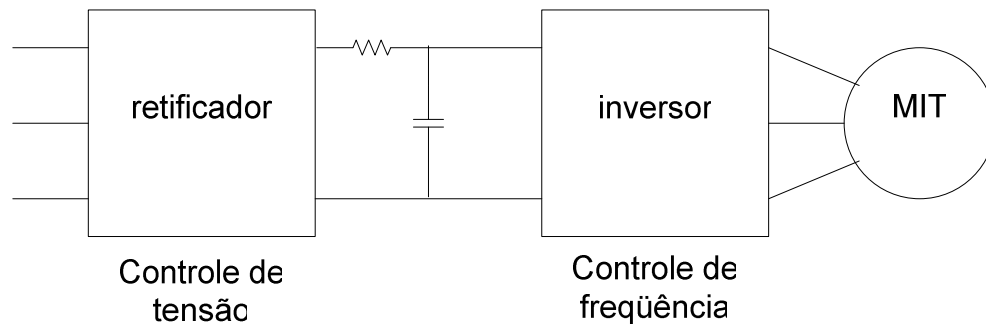 retificador
inversor
MIT
Controle de
tensão
Controle de
freqüência